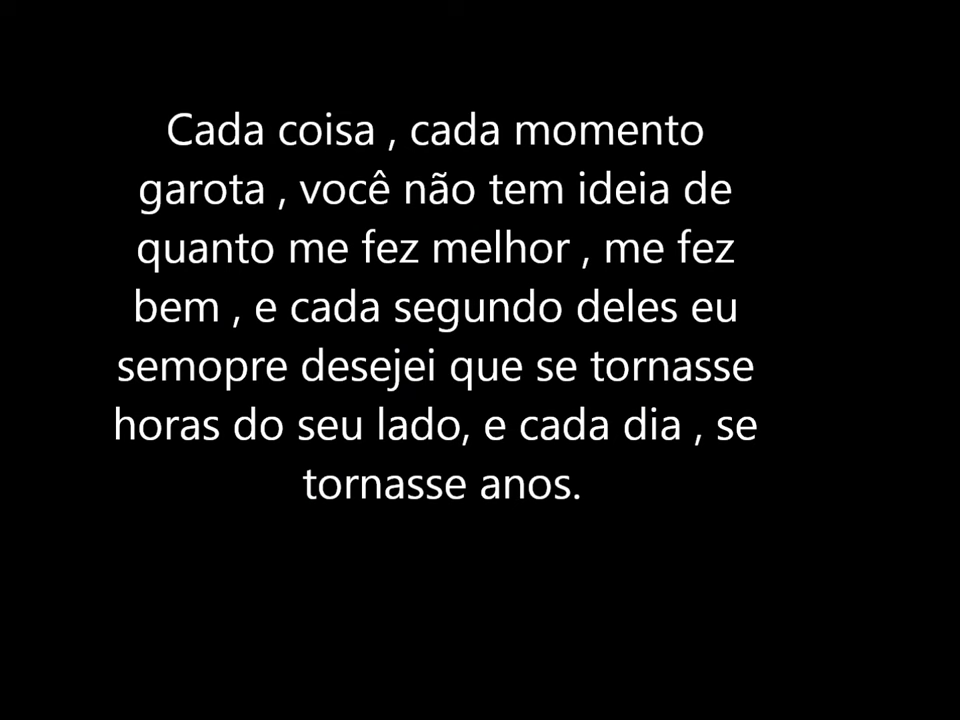 Cada coisa , cada momento
garota , você não tem ideia de
quanto me fez melhor , me fez
bem , e cada segundo deles eu
semopre desejei que se tornasse
horas do seu lado, e cada dia , se
tornasse anos.